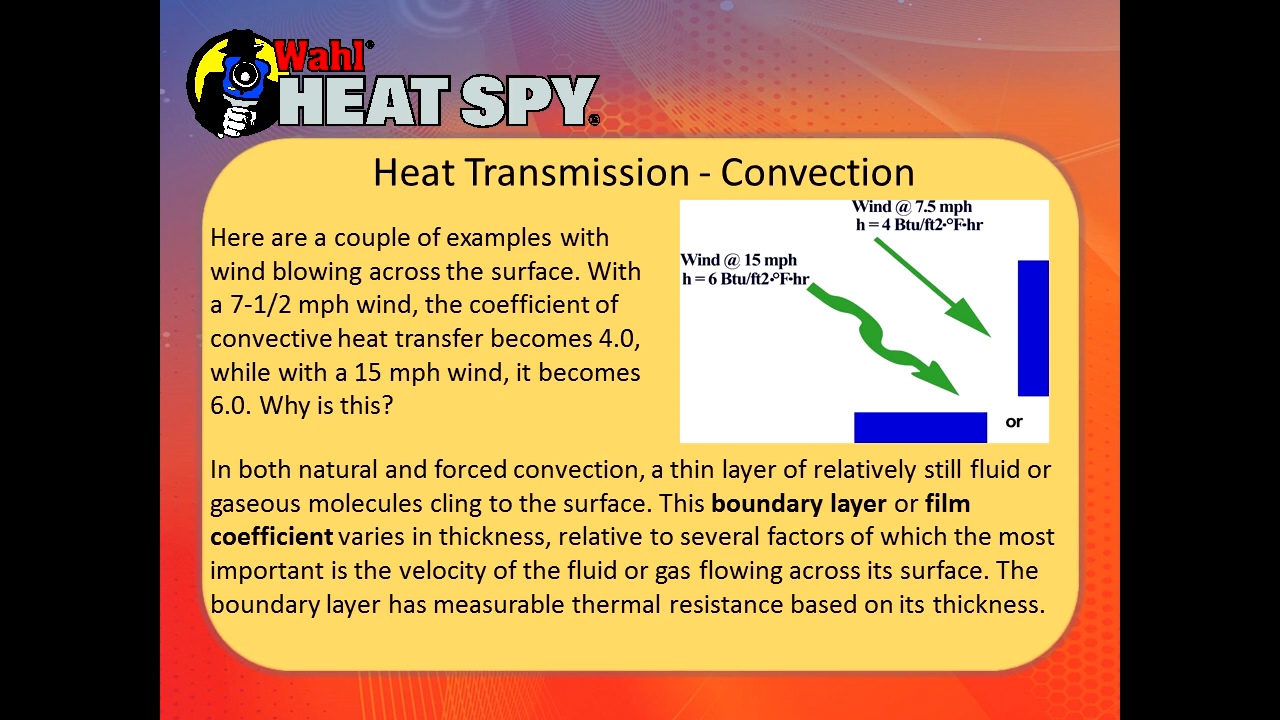 Wahl®
HEAT SPY®
Heat Transmission - Convection
Here are a couple of examples with
wind blowing across the surface. With
a 7-1/2 mph wind, the coefficient of
convective heat transfer becomes 4.0,
while with a 15 mph wind, it becomes
6.0. Why is this?
Wind @ 7.5 mph
h = 4 Btu/ft2•°F•hr
Wind @ 15 mph
h = 6 Btu/ft2•°F•hr
or
In both natural and forced convection, a thin layer of relatively still fluid or
gaseous molecules cling to the surface. This boundary layer or film
coefficient varies in thickness, relative to several factors of which the most
important is the velocity of the fluid or gas flowing across its surface. The
boundary layer has measurable thermal resistance based on its thickness.